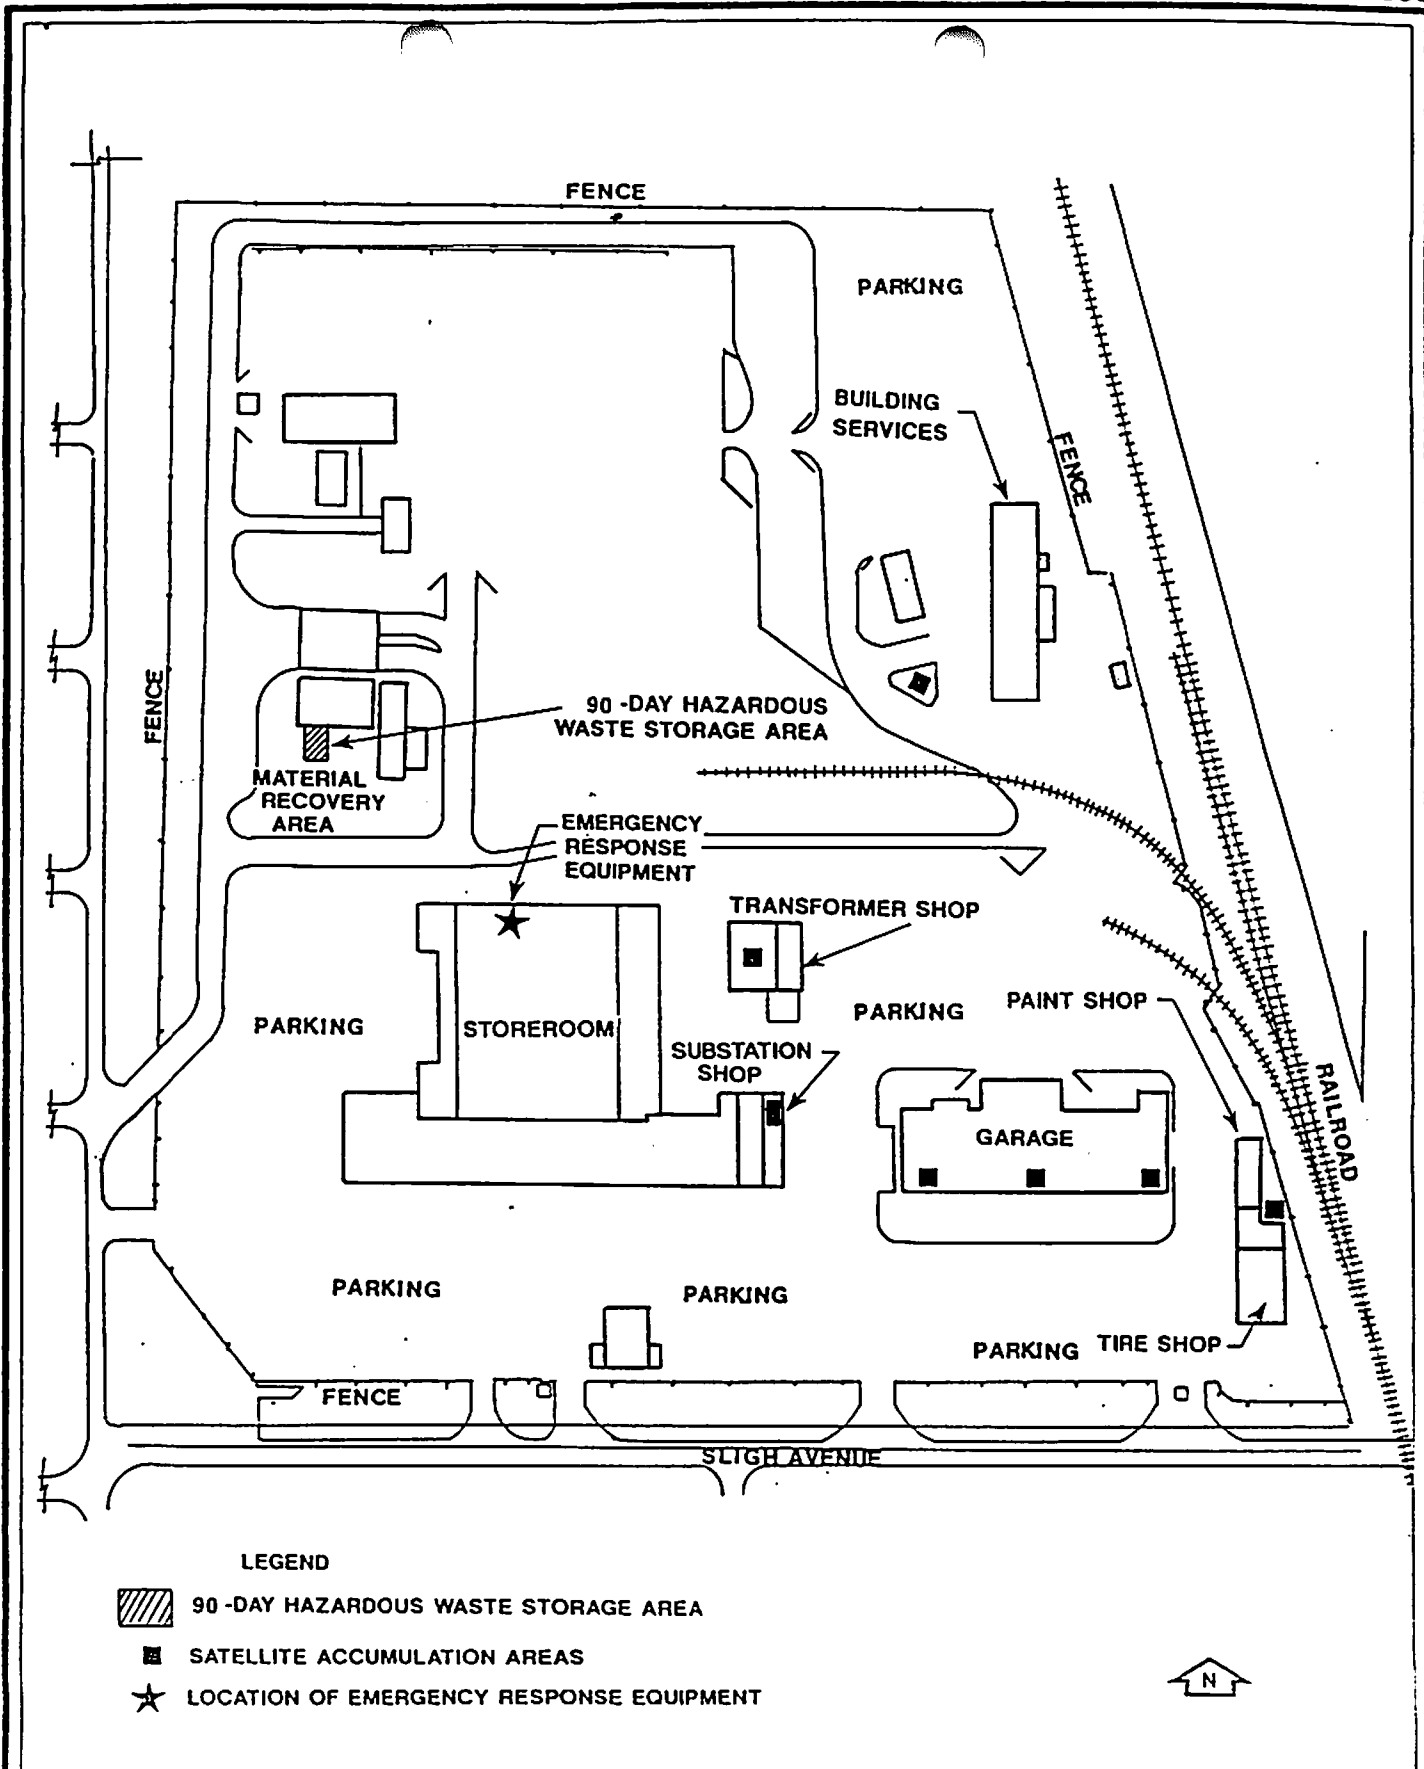 FENCE
PARKING
BUILDING
SERVICES
FENCE
FENCE
90 -DAY HAZARDOUS
WASTE STORAGE AREA
MATERIAL
RECOVERY
AREA
EMERGENCY
RESPONSE
EQUIPMENT
TRANSFORMER SHOP
PARKING
STOREROOM
PARKING
PAINT SHOP
SUBSTATION
SHOP
RAILROAD
GARAGE
PARKING
PARKING
PARKING
TIRE SHOP
FENCE
SLIGH AVENUE
LEGEND
90 -DAY HAZARDOUS WASTE STORAGE AREA
SATELLITE ACCUMULATION AREAS
LOCATION OF EMERGENCY RESPONSE EQUIPMENT
N